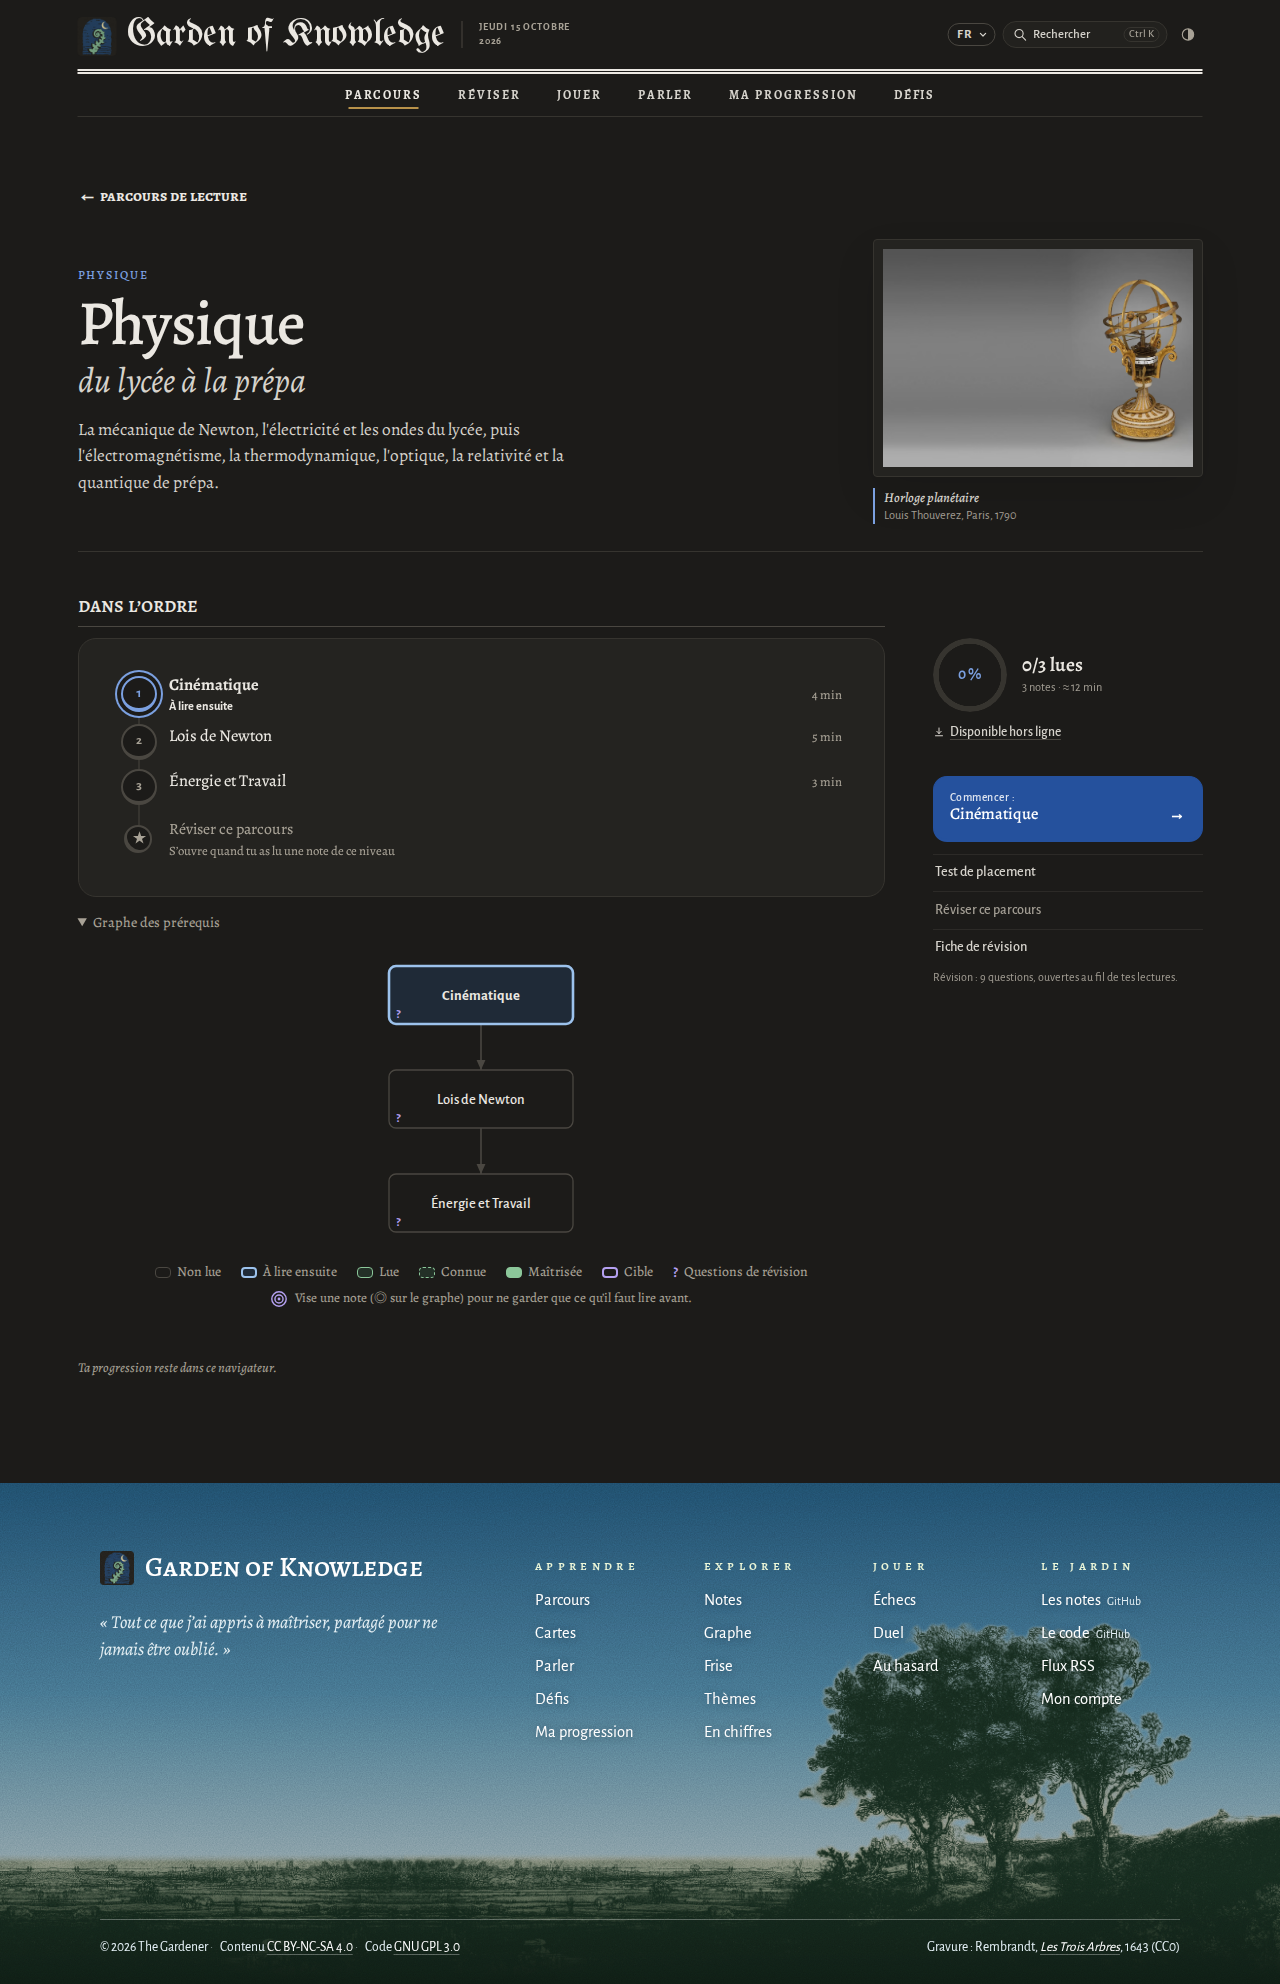 Garden of Knowledge
JEUDI 15 OCTOBRE
2026
FR
Rechercher
Ctrl K
PARCOURS
RÉVISER
JOUER
PARLER
MA PROGRESSION
DÉFIS
← PARCOURS DE LECTURE
PHYSIQUE
Physique
du lycée à la prépa
La mécanique de Newton, l'électricité et les ondes du lycée, puis
l'électromagnétisme, la thermodynamique, l'optique, la relativité et la
quantique de prépa.
Horloge planétaire
Louis Thouverez, Paris, 1790
DANS L’ORDRE
1
Cinématique
À lire ensuite
4 min
2
Lois de Newton
5 min
3
Énergie et Travail
3 min
★
Réviser ce parcours
S’ouvre quand tu as lu une note de ce niveau
0%
0/3 lues
3 notes · ≈ 12 min
Disponible hors ligne
Commencer :
Cinématique
→
Test de placement
Réviser ce parcours
Fiche de révision
Révision : 9 questions, ouvertes au fil de tes lectures.
▼ Graphe des prérequis
Cinématique
?
Lois de Newton
?
Énergie et Travail
?
Non lue
À lire ensuite
Lue
Connue
Maîtrisée
Cible
? Questions de révision
Vise une note (◎ sur le graphe) pour ne garder que ce qu’il faut lire avant.
Ta progression reste dans ce navigateur.
Garden of Knowledge
« Tout ce que j’ai appris à maîtriser, partagé pour ne
jamais être oublié. »
APPRENDRE
Parcours
Cartes
Parler
Défis
Ma progression
EXPLORER
Notes
Graphe
Frise
Thèmes
En chiffres
JOUER
Échecs
Duel
Au hasard
LE JARDIN
Les notes GitHub
Le code GitHub
Flux RSS
Mon compte
© 2026 The Gardener · Contenu CC BY-NC-SA 4.0 · Code GNU GPL 3.0
Gravure : Rembrandt, Les Trois Arbres, 1643 (CC0)